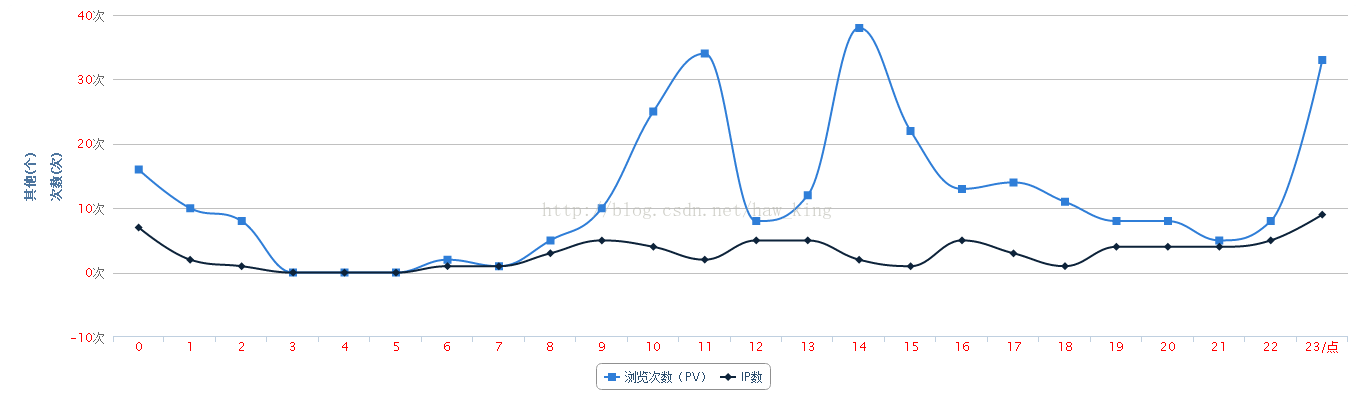 40次
30次
20次
10次
0次
-10次
其他(个)
次数(次)
http://blog.csdn.net/haw_king
0 1 2 3 4 5 6 7 8 9 10 11 12 13 14 15 16 17 18 19 20 21 22 23/点
浏览次数（PV） IP数